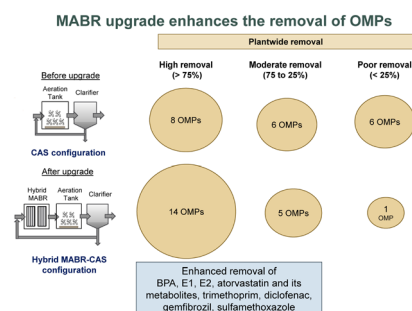 MABR upgrade enhances the removal of OMPs
Plantwide removal
High removal
(> 75%)
Moderate removal
(75 to 25%)
Poor removal
(< 25%)
Before upgrade
Aeration
Tank
Clarifier
CAS configuration
8 OMPs
6 OMPs
6 OMPs
After upgrade
Hybrid
MABR
Aeration
Tank
Clarifier
Hybrid MABR-CAS
configuration
14 OMPs
5 OMPs
1
OMP
Enhanced removal of
BPA, E1, E2, atorvastatin and its
metabolites, trimethoprim, diclofenac,
gemfibrozil, sulfamethoxazole